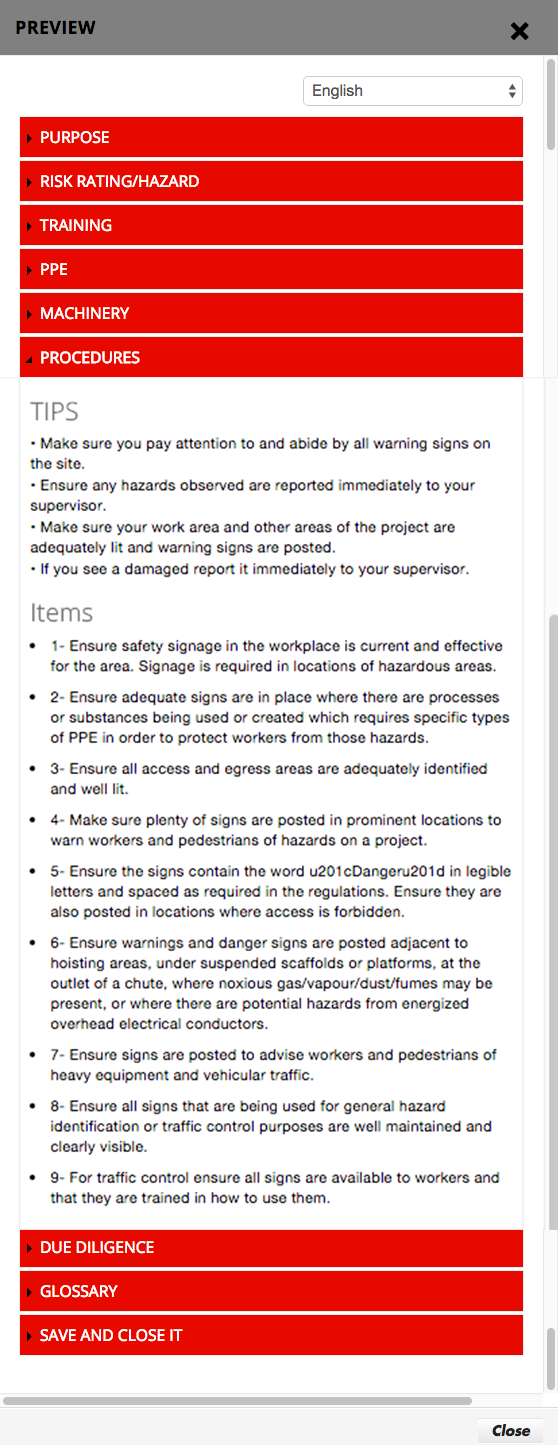 PREVIEW
English
PURPOSE
RISK RATING/HAZARD
TRAINING
PPE
MACHINERY
PROCEDURES
TIPS
• Make sure you pay attention to and abide by all warning signs on
the site.
• Ensure any hazards observed are reported immediately to your
supervisor.
• Make sure your work area and other areas of the project are
adequately lit and warning signs are posted.
• If you see a damaged report it immediately to your supervisor.
Items
• 1- Ensure safety signage in the workplace is current and effective
for the area. Signage is required in locations of hazardous areas.
• 2- Ensure adequate signs are in place where there are processes
or substances being used or created which requires specific types
of PPE in order to protect workers from those hazards.
• 3- Ensure all access and egress areas are adequately identified
and well lit.
• 4- Make sure plenty of signs are posted in prominent locations to
warn workers and pedestrians of hazards on a project.
• 5- Ensure the signs contain the word u201cDangeru201d in legible
letters and spaced as required in the regulations. Ensure they are
also posted in locations where access is forbidden.
• 6- Ensure warnings and danger signs are posted adjacent to
hoisting areas, under suspended scaffolds or platforms, at the
outlet of a chute, where noxious gas/vapour/dust/fumes may be
present, or where there are potential hazards from energized
overhead electrical conductors.
• 7- Ensure signs are posted to advise workers and pedestrians of
heavy equipment and vehicular traffic.
• 8- Ensure all signs that are being used for general hazard
identification or traffic control purposes are well maintained and
clearly visible.
• 9- For traffic control ensure all signs are available to workers and
that they are trained in how to use them.
DUE DILIGENCE
GLOSSARY
SAVE AND CLOSE IT
Close